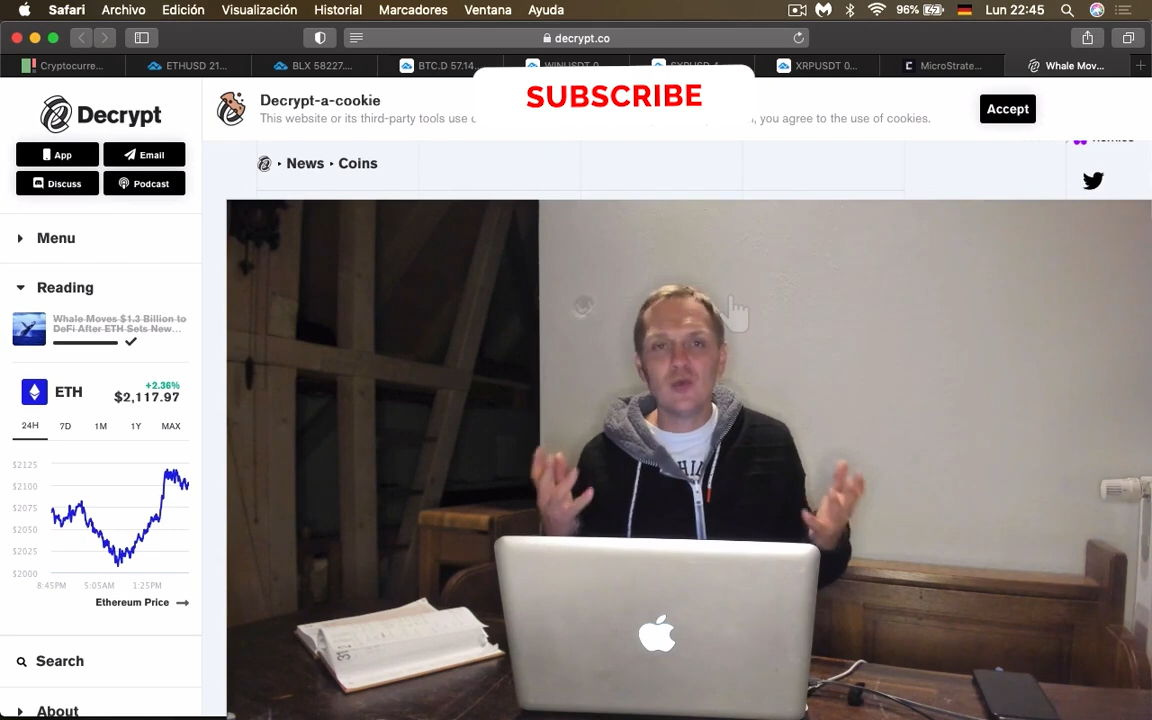 Safari Archivo Edición Visualización Historial Marcadores Ventana Ayuda 96% Lun 22:45
decrypt.co
Cryptocurre... ETHUSD 21... BLX 58227.... BTC.D 57.14... WINUSDT 0... XRPUSDT 0... MicroStrate... Whale Mov...
SUBSCRIBE
Decrypt
Decrypt-a-cookie
This website or its third-party tools use , you agree to the use of cookies.
Accept
App Email
Discuss Podcast
News Coins
Menu
Reading
Whale Moves $1.3 Billion to
DeFi After ETH Sets New...
ETH +2.36%
$2,117.97
24H 7D 1M 1Y MAX
$2125
$2100
$2075
$2050
$2025
$2000
8:45PM 5:05AM 1:25PM
Ethereum Price
Search
About
31